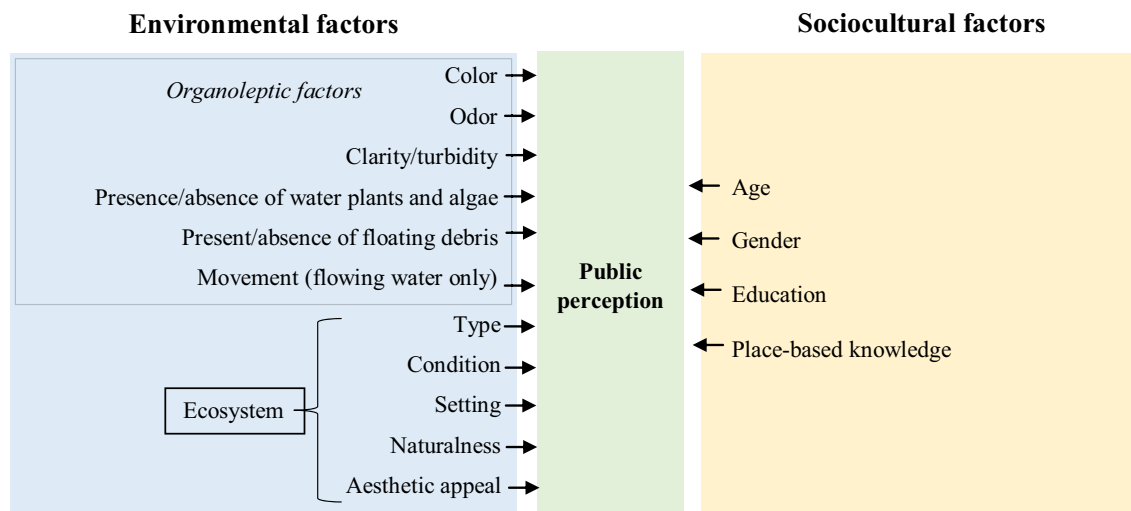 Environmental factors
Sociocultural factors
Organoleptic factors
Color
Odor
Clarity/turbidity
Presence/absence of water plants and algae
Present/absence of floating debris
Movement (flowing water only)
Ecosystem
Type
Condition
Setting
Naturalness
Aesthetic appeal
Public
perception
Age
Gender
Education
Place-based knowledge